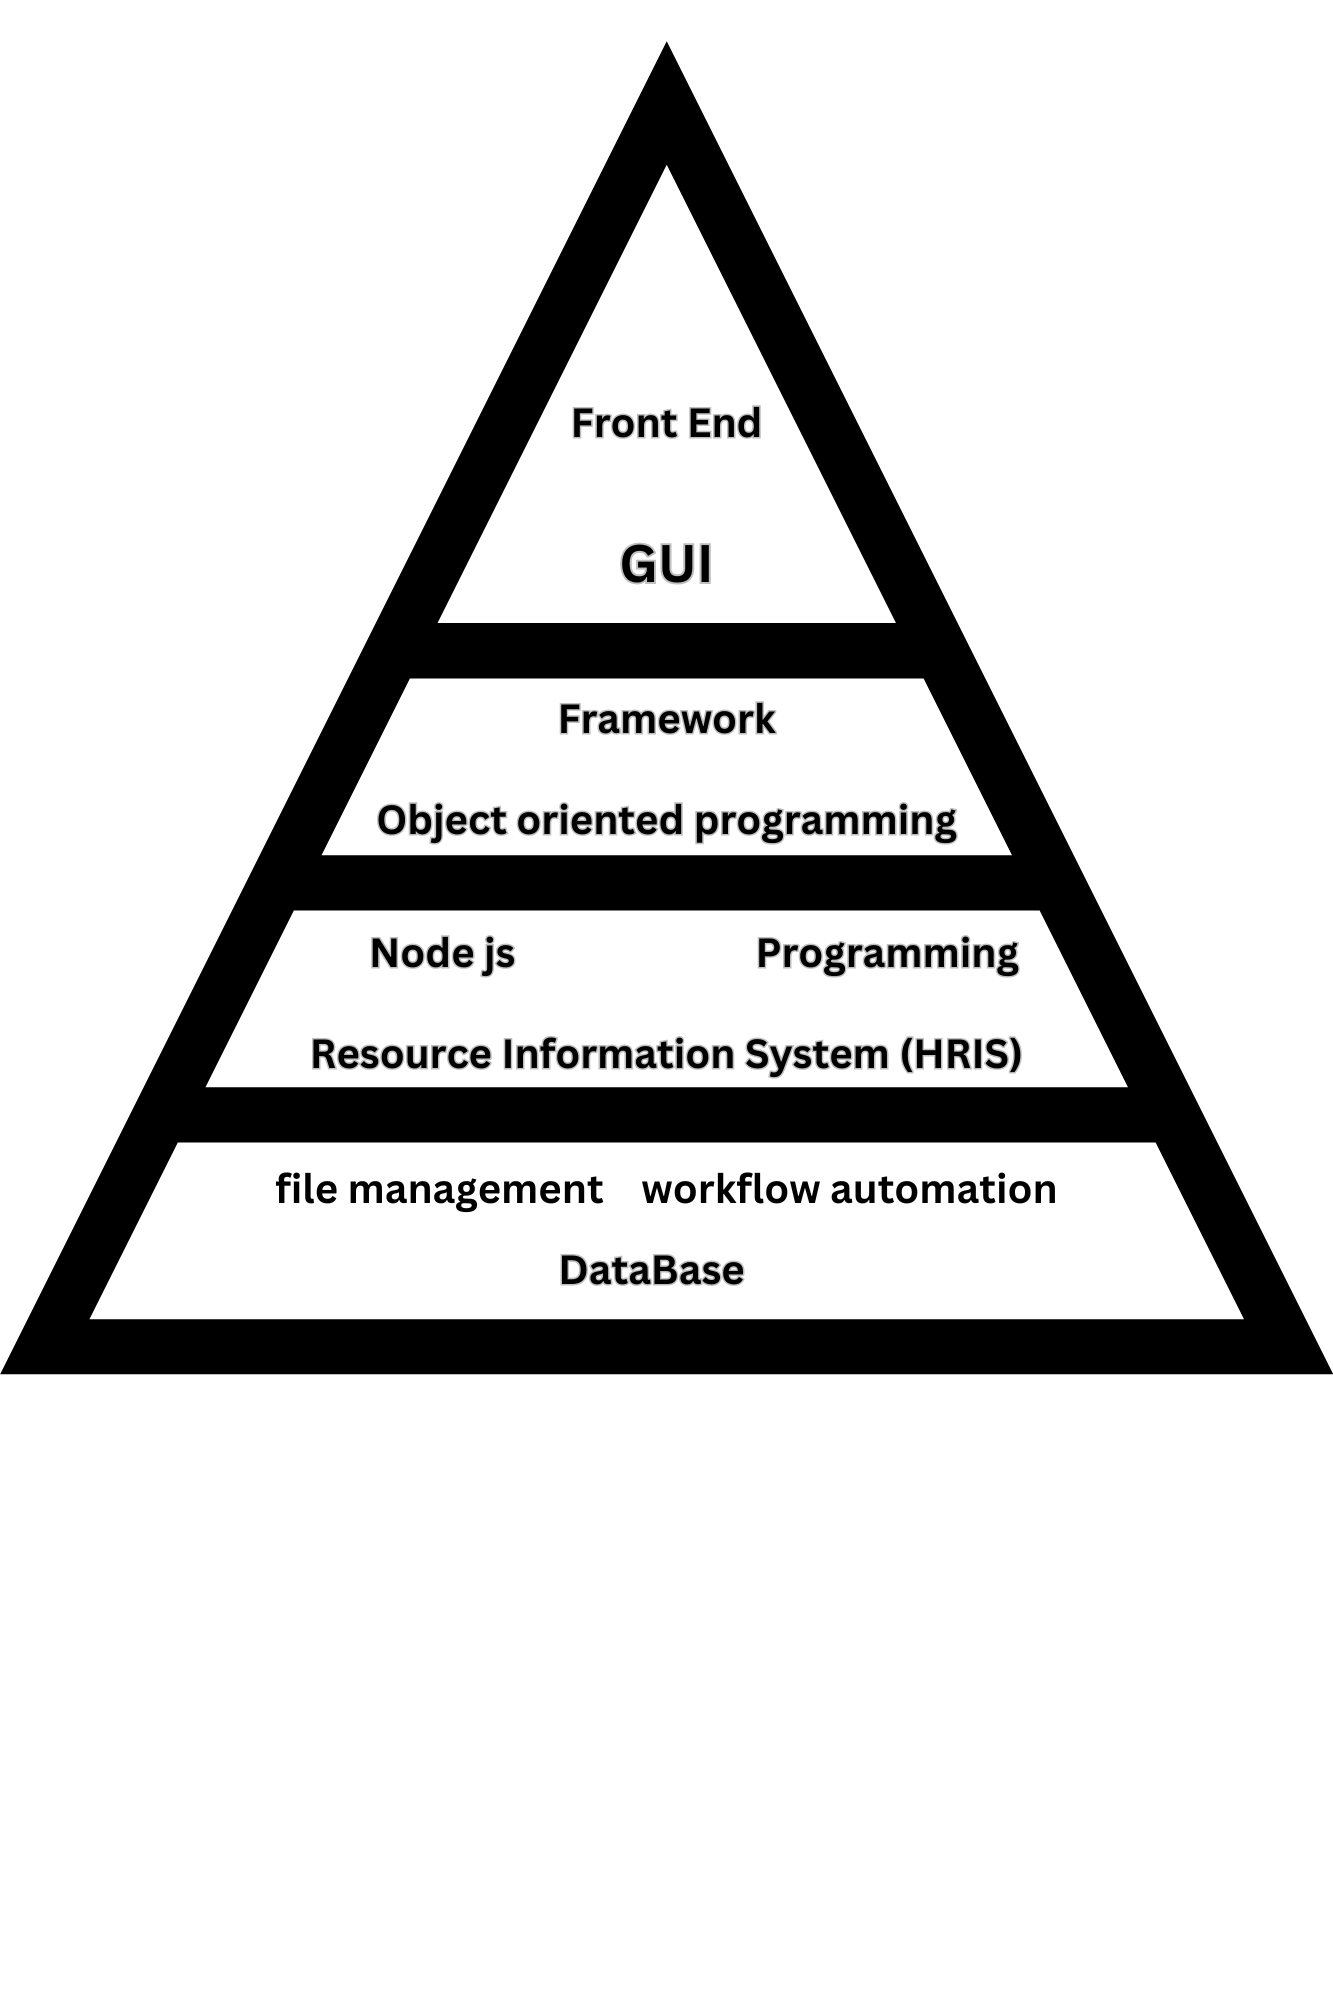 Front End
GUI
Framework
Object oriented programming
Node js Programming
Resource Information System (HRIS)
file management workflow automation
DataBase